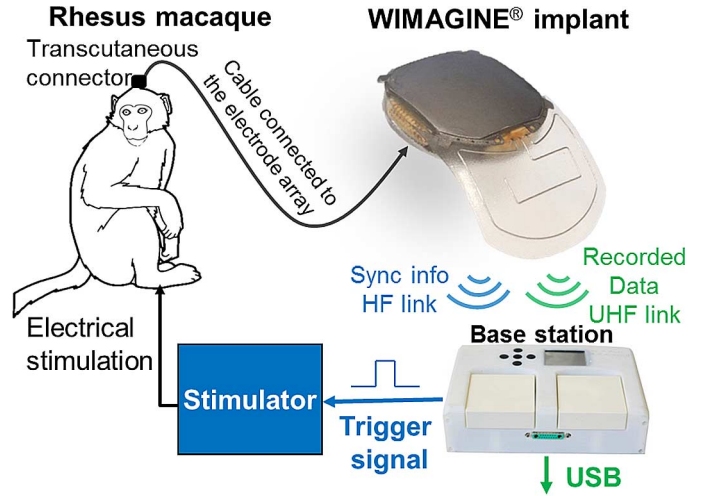 Rhesus macaque
WIMAGINE® implant
Transcutaneous
connector
Cable connected to
the electrode array
Sync info
HF link
Recorded
Data
UHF link
Base station
Electrical
stimulation
Stimulator
Trigger
signal
USB